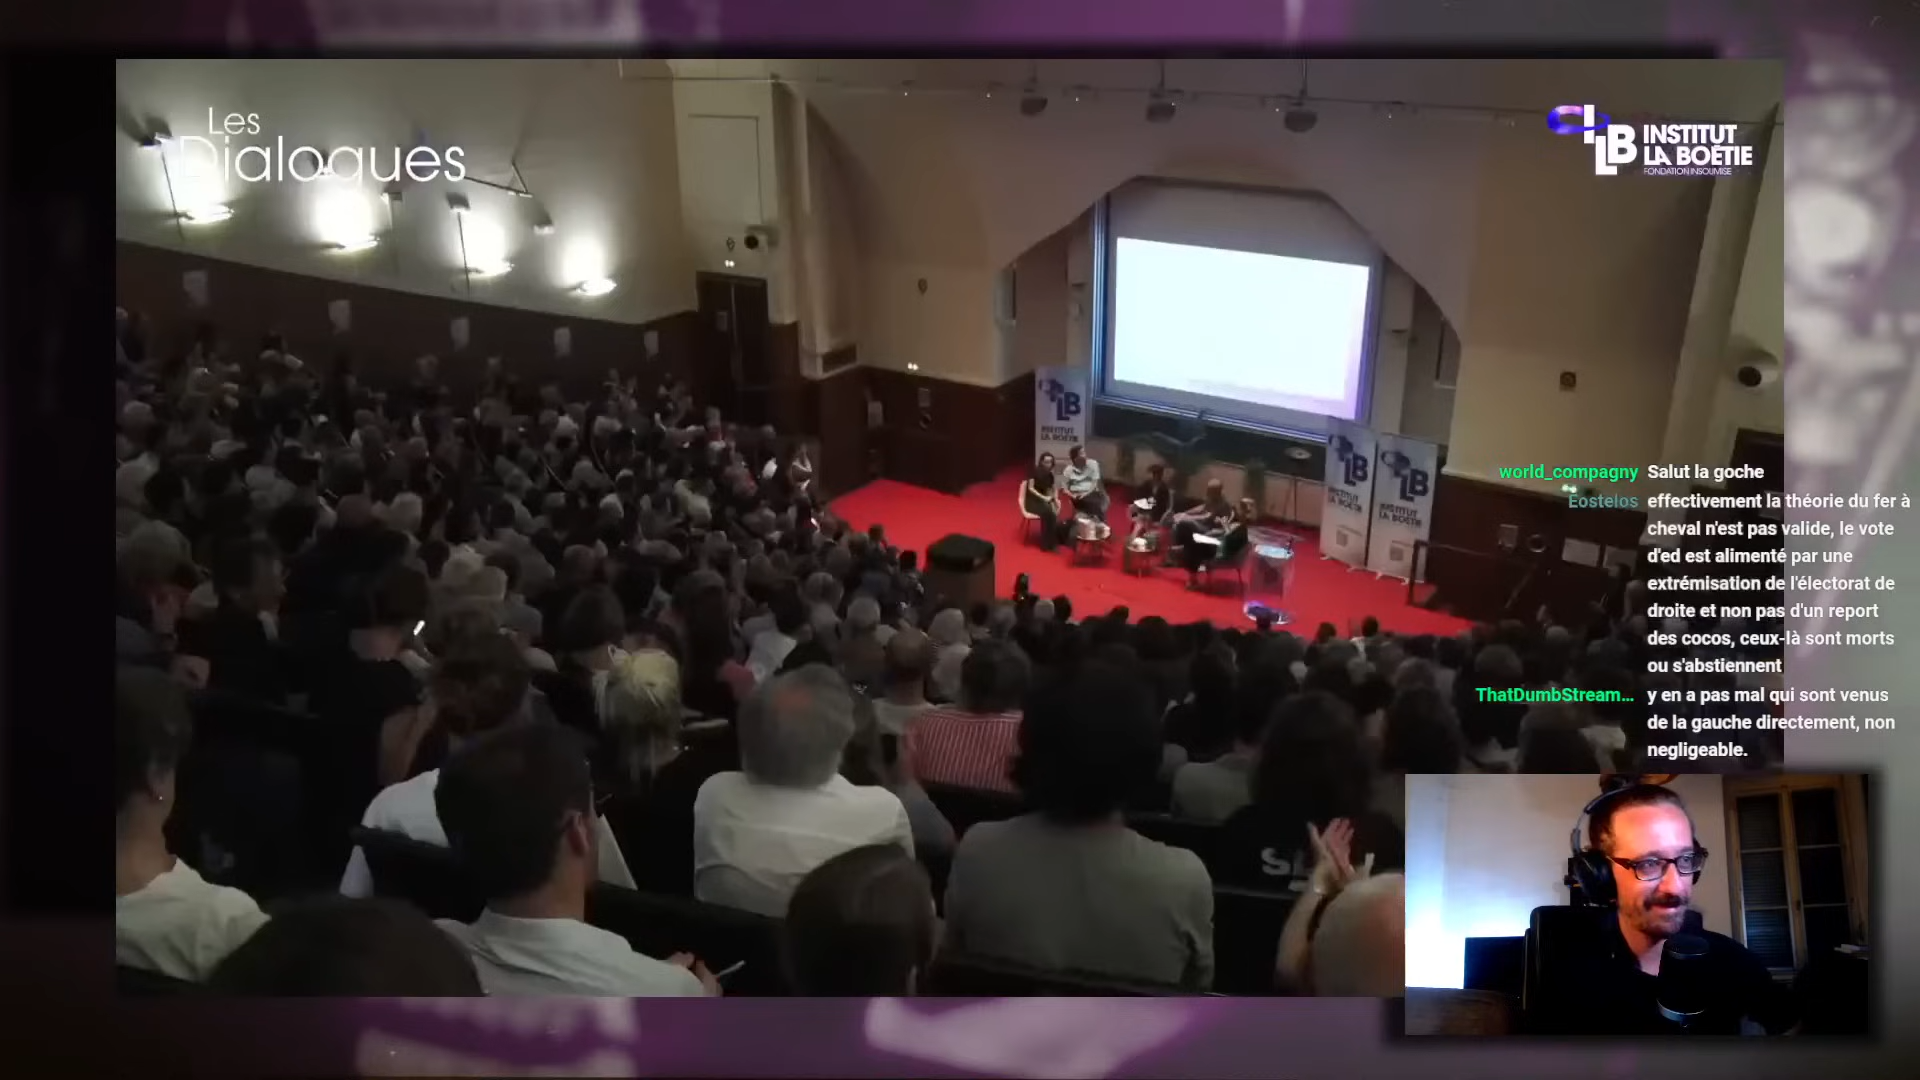 Les
Dialogues
INSTITUT
LA BOÉTIE
FONDATION INSOUMISE
LB
INSTITUT
LA BOÉTIE
LB
INSTITUT
LA BOÉTIE
LB
INSTITUT
LA BOÉTIE
world_compagny Salut la goche
Eostelos effectivement la théorie du fer à
cheval n'est pas valide, le vote
d'ed est alimenté par une
extrémisation de l'électorat de
droite et non pas d'un report
des cocos, ceux-là sont morts
ou s'abstiennent
ThatDumbStream... y en a pas mal qui sont venus
de la gauche directement, non
negligeable.